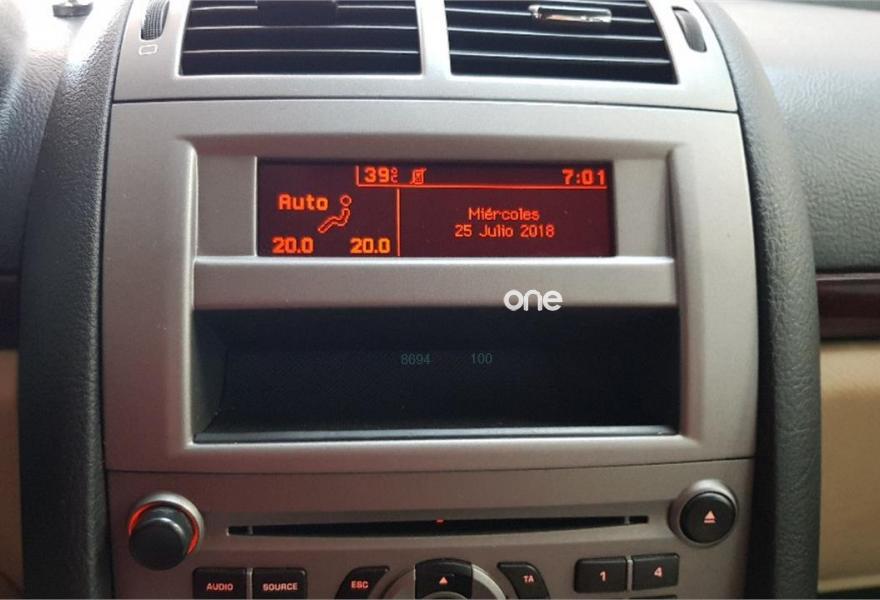 39°C 7:01
Auto
Miércoles
25 Julio 2018
20.0 20.0
one
8694 100
AUDIO SOURCE ESC TA 1 4